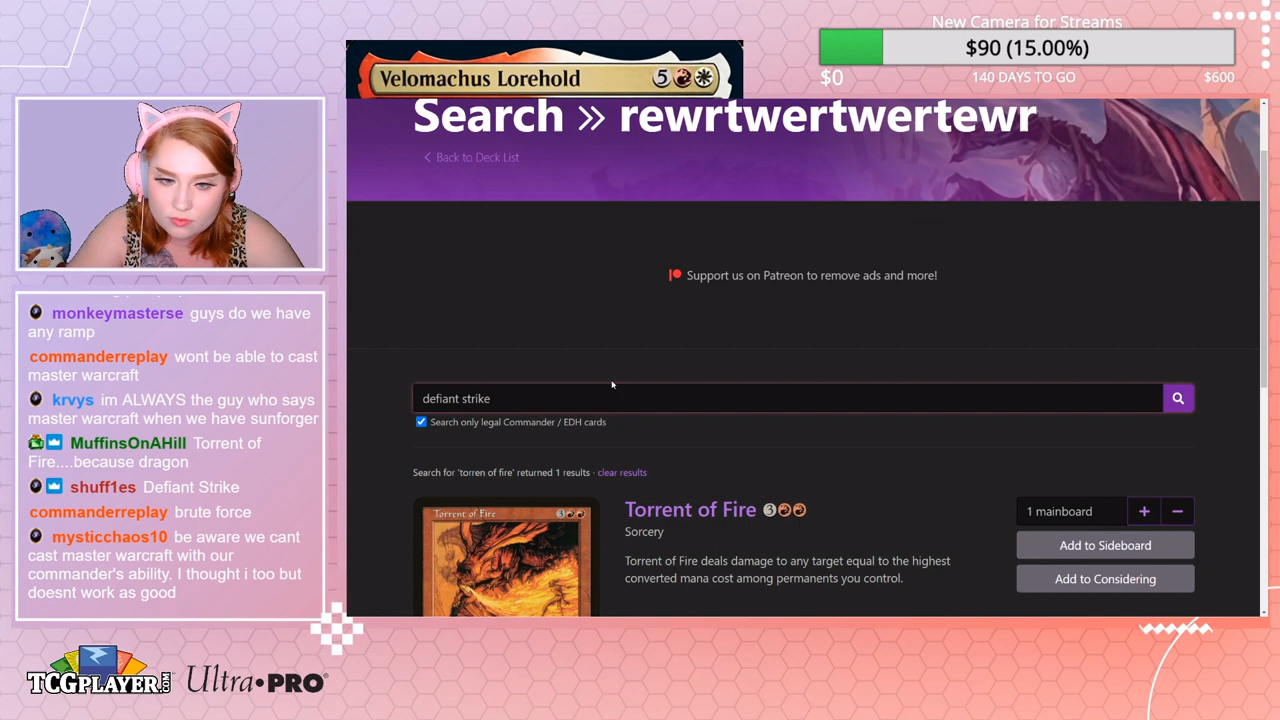 New Camera for Streams
$90 (15.00%)
$0
140 DAYS TO GO
$600
Velomachus Lorehold 5
Search » rewrtwertwertewr
Back to Deck List
Support us on Patreon to remove ads and more!
defiant strike
Search only legal Commander / EDH cards
Search for 'torren of fire' returned 1 results · clear results
Torrent of Fire 3
Torrent of Fire 3
Sorcery
Torrent of Fire deals damage to any target equal to the highest
converted mana cost among permanents you control.
1 mainboard + −
Add to Sideboard
Add to Considering
monkeymasterse guys do we have
any ramp
commanderreplay wont be able to cast
master warcraft
krvys im ALWAYS the guy who says
master warcraft when we have sunforger
MuffinsOnAHill Torrent of
Fire....because dragon
shuff1es Defiant Strike
commanderreplay brute force
mysticchaos10 be aware we cant
cast master warcraft with our
commander's ability. I thought i too but
doesnt work as good
TCGPLAYER.COM
Ultra•PRO